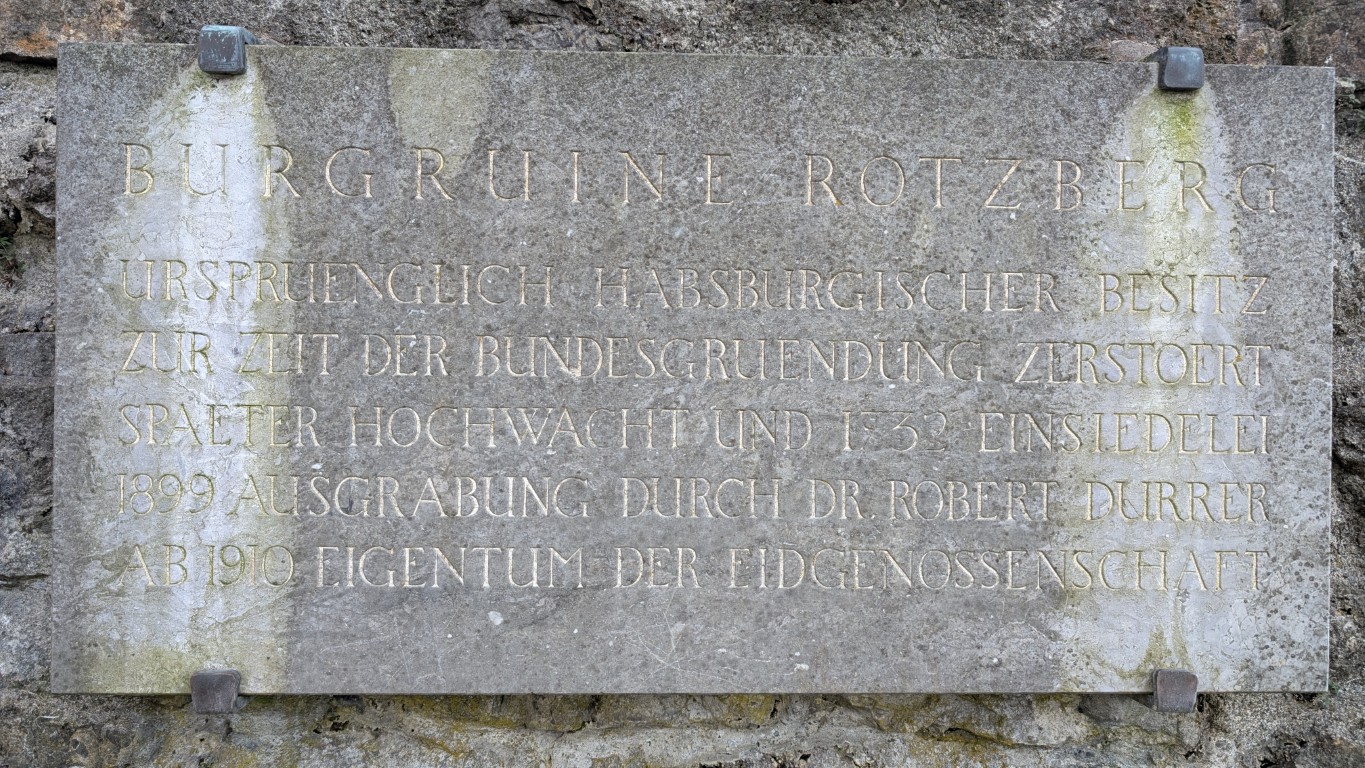 BURGRUINE ROTZBERG
URSPRUENGLICH HABSBURGISCHER BESITZ
ZUR ZEIT DER BUNDESGRUENDUNG ZERSTOERT
SPAETER HOCHWACHT UND 1732 EINSIEDELEI
1899 AUSGRABUNG DURCH DR. ROBERT DURRER
AB 1910 EIGENTUM DER EIDGENOSSENSCHAFT